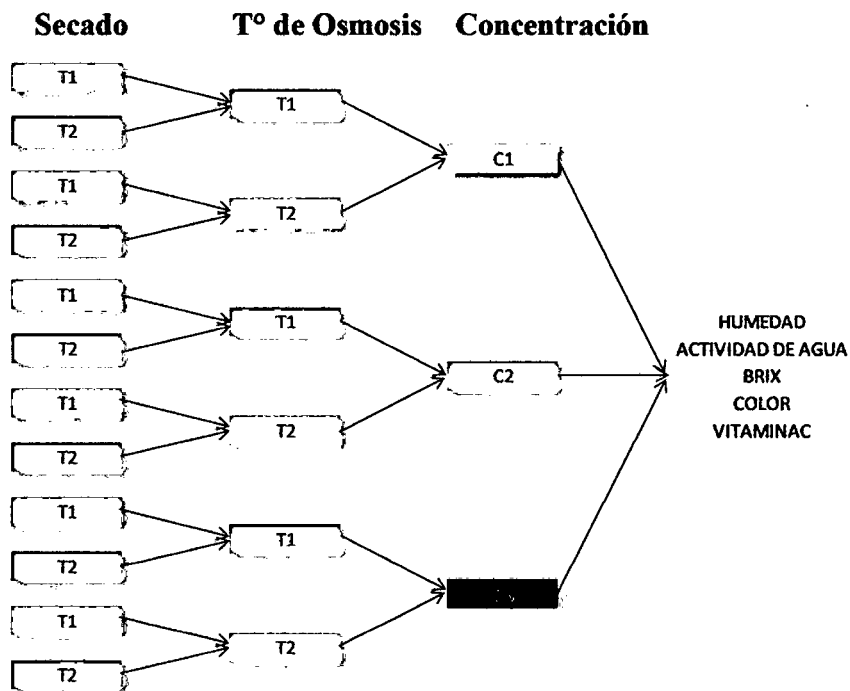 Secado T° de Osmosis Concentración
T1
T2
T1
T2
T1
T2
T1
T2
T1
T2
T1
T2
T1
T2
T1
T2
T1
T2
C1
C2
HUMEDAD
ACTIVIDAD DE AGUA
BRIX
COLOR
VITAMINAC